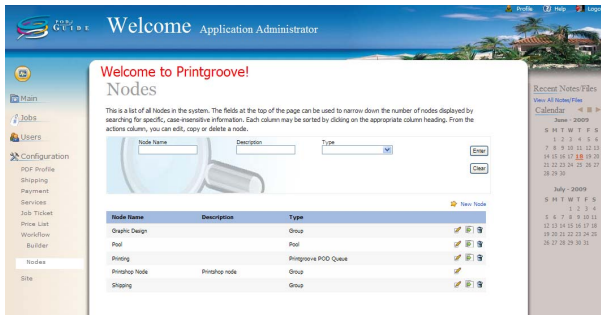 Profile Help Logo
POD GUIDE
Welcome Application Administrator
Welcome to Printgroove!
Nodes
This is a list of all Nodes in the system. The fields at the top of the page can be used to narrow down the number of nodes displayed by
searching for specific, case-insensitive information. Each column may be sorted by clicking on the appropriate column heading. From the
actions column, you can edit, copy or delete a node.
Node Name Description Type
Enter
Clear
New Node
Node Name Description Type
Graphic Design Group
Pool Pool
Printing Printgroove POD Queue
Printshop Node Printshop node Group
Shipping Group
Main
Jobs
Users
Configuration
PDF Profile
Shipping
Payment
Services
Job Ticket
Price List
Workflow
Builder
Nodes
Site
Recent Notes/Files
View All Notes/Files
Calendar
June - 2009
S M T W T F S
1 2 3 4 5 6
7 8 9 10 11 12 13
14 15 16 17 18 19 20
21 22 23 24 25 26 27
28 29 30
July - 2009
S M T W T F S
1 2 3 4
5 6 7 8 9 10 11
12 13 14 15 16 17 18
19 20 21 22 23 24 25
26 27 28 29 30 31